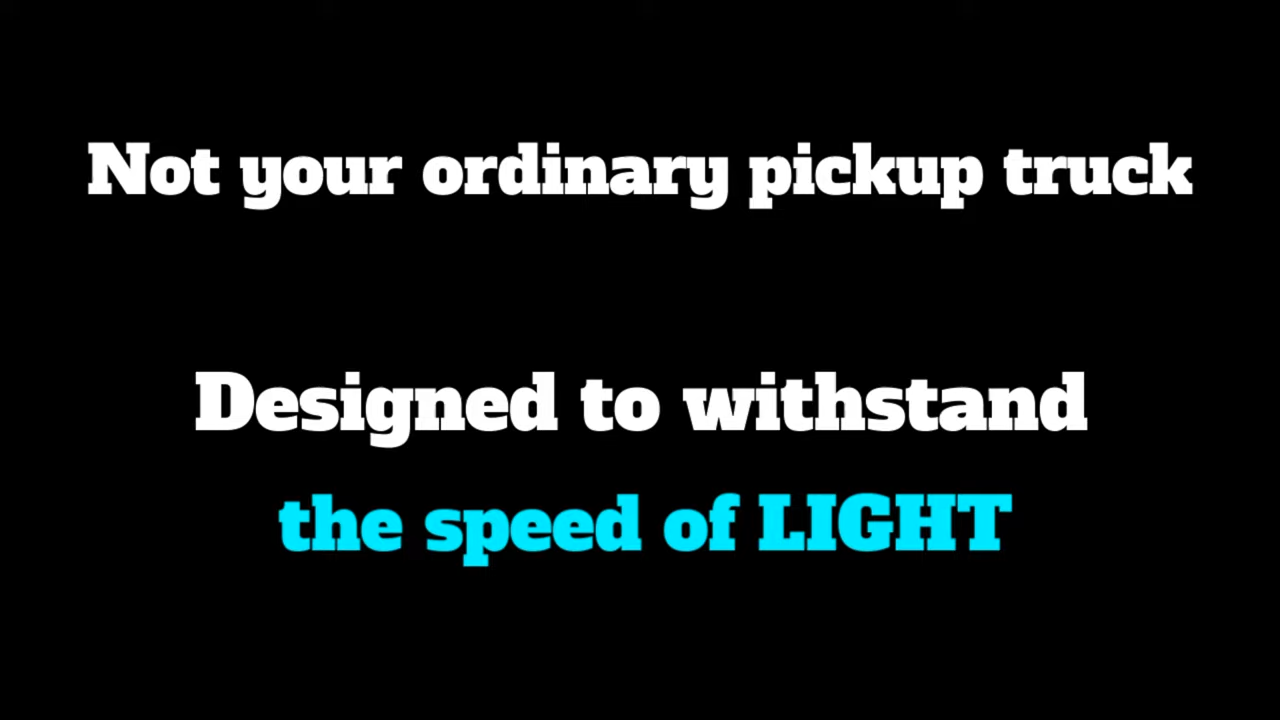 Not your ordinary pickup truck
Designed to withstand
the speed of LIGHT